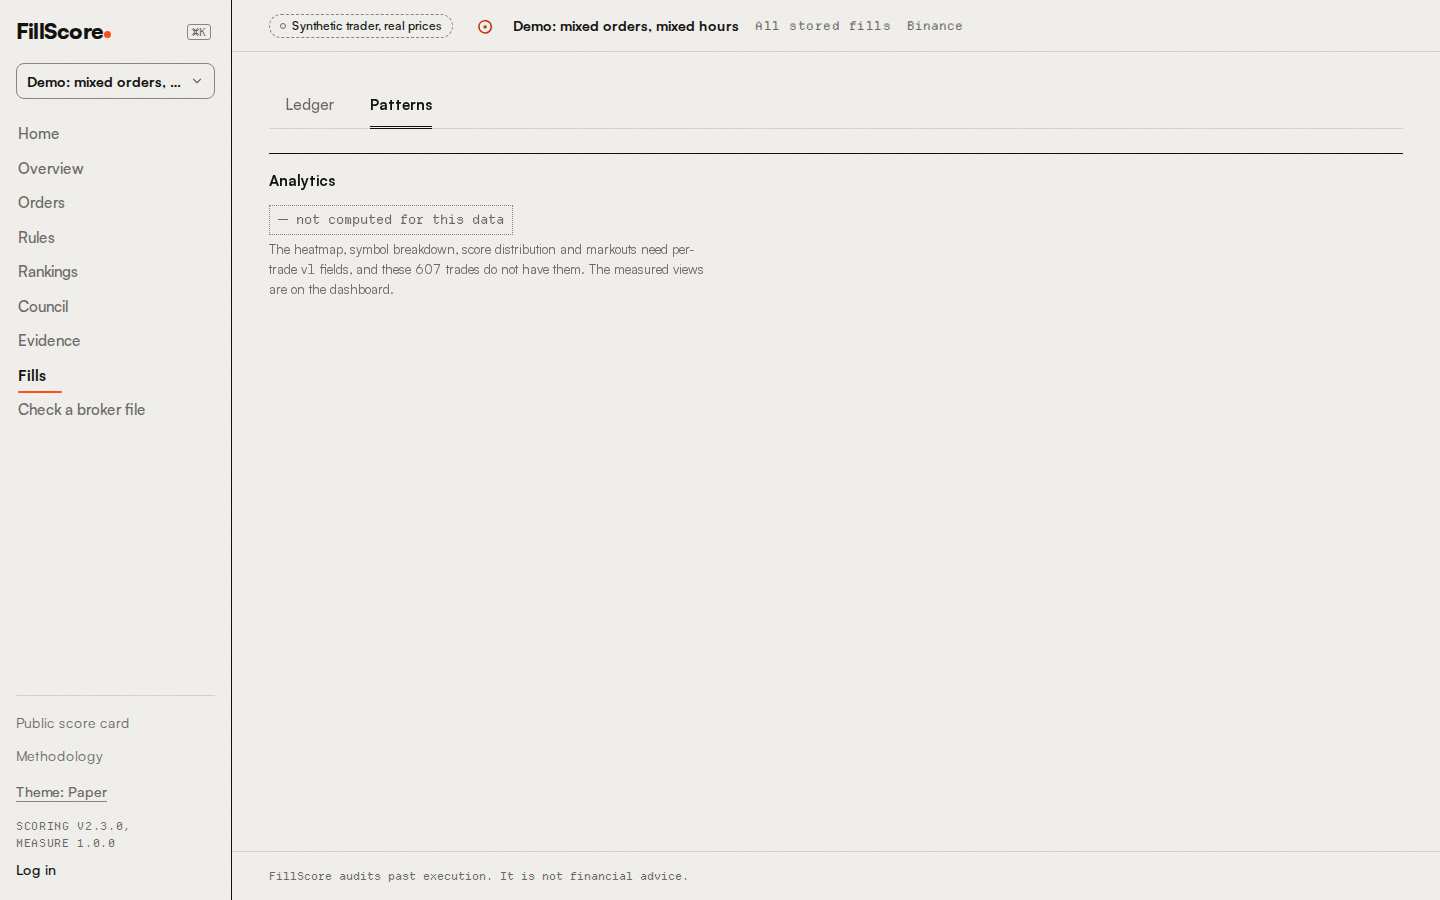 FillScore
⌘K
Demo: mixed orders, ...
Home
Overview
Orders
Rules
Rankings
Council
Evidence
Fills
Check a broker file
Public score card
Methodology
Theme: Paper
SCORING V2.3.0,
MEASURE 1.0.0
Log in
Synthetic trader, real prices
Demo: mixed orders, mixed hours All stored fills Binance
Ledger Patterns
Analytics
— not computed for this data
The heatmap, symbol breakdown, score distribution and markouts need per-
trade v1 fields, and these 607 trades do not have them. The measured views
are on the dashboard.
FillScore audits past execution. It is not financial advice.